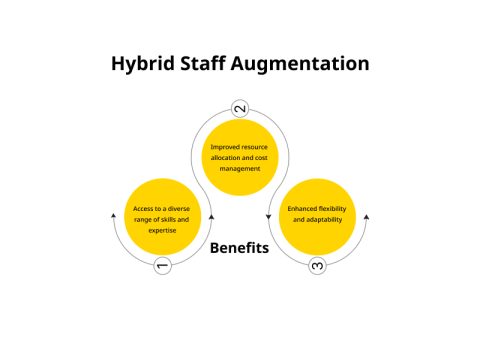 Hybrid Staff Augmentation
2
Improved resource
allocation and cost
management
Access to a diverse
range of skills and
expertise
Enhanced flexibility
and adaptability
Benefits
1
3